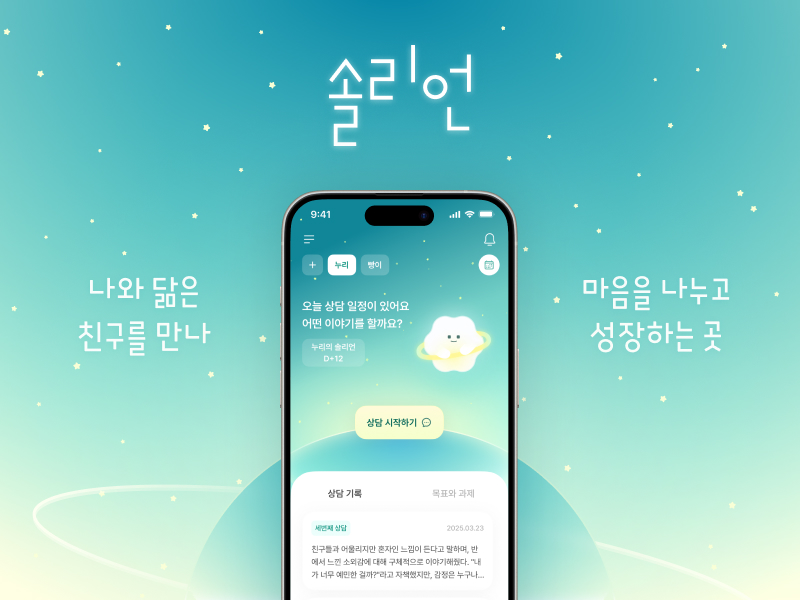 솔리언
나와 닮은
친구를 만나
마음을 나누고
성장하는 곳
9:41
+ 누리 빵이
오늘 상담 일정이 있어요
어떤 이야기를 할까요?
누리의 솔리언
D+12
상담 시작하기
상담 기록 목표와 과제
세번째 상담 2025.03.23
친구들과 어울리지만 혼자인 느낌이 든다고 말하며, 반
에서 느낀 소외감에 대해 구체적으로 이야기해줬다. "내
가 너무 예민한 걸까?"라고 자책했지만, 감정은 누구나...